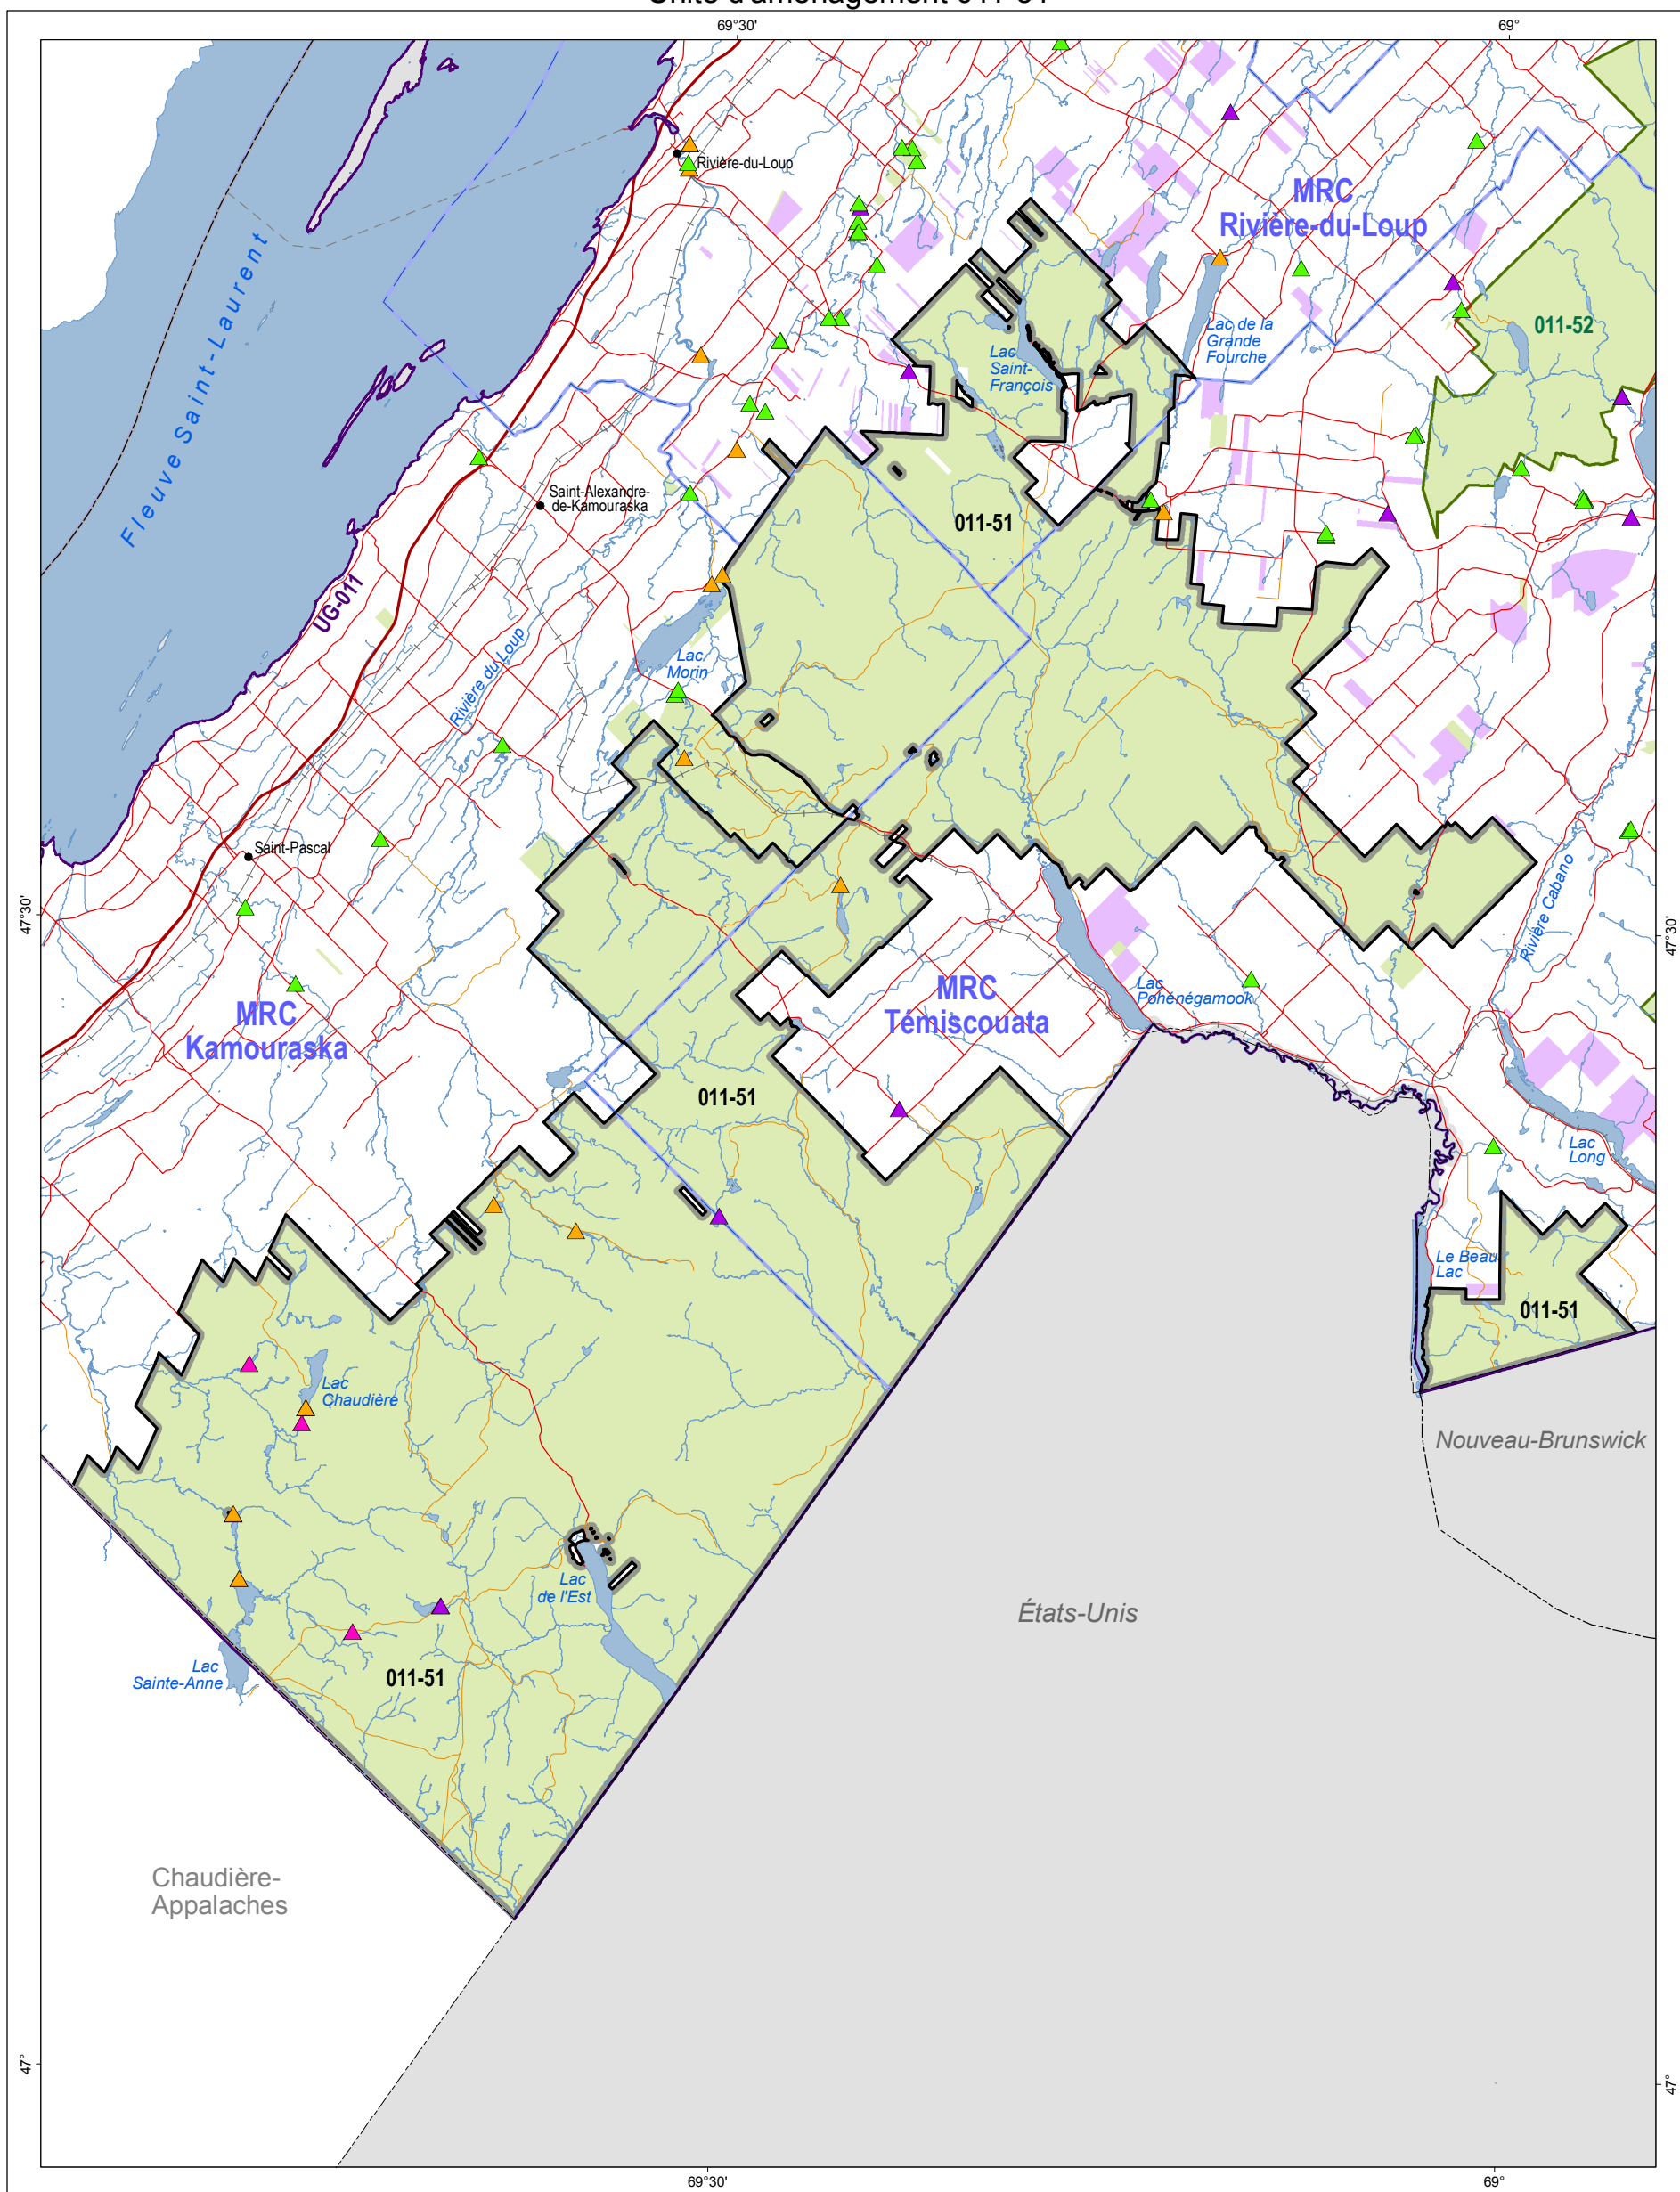 69°30'
69°
Rivière-du-Loup
MRC
Rivière-du-Loup
Fleuve Saint-Laurent
Lac de la
Grande
Fourche
011-52
Lac
Saint-
François
Saint-Alexandre-
de-Kamouraska
011-51
UG-011
Rivière du Loup
Lac
Morin
Saint-Pascal
47°30'
47°30'
Rivière Cabano
MRC
Kamouraska
MRC
Témiscouata
Lac
Pohénégamook
011-51
Lac
Long
Le Beau
Lac
011-51
Lac
Chaudière
Nouveau-Brunswick
Lac
de l'Est
États-Unis
Lac
Sainte-Anne
011-51
Chaudière-
Appalaches
47°
47°
69°30'
69°